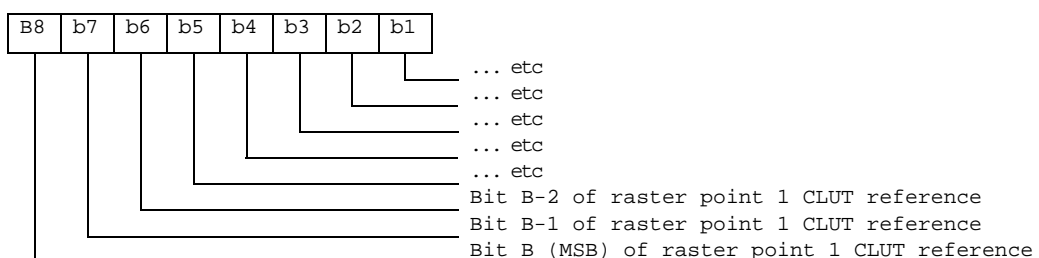 B8 b7 b6 b5 b4 b3 b2 b1
... etc
... etc
... etc
... etc
... etc
Bit B-2 of raster point 1 CLUT reference
Bit B-1 of raster point 1 CLUT reference
Bit B (MSB) of raster point 1 CLUT reference